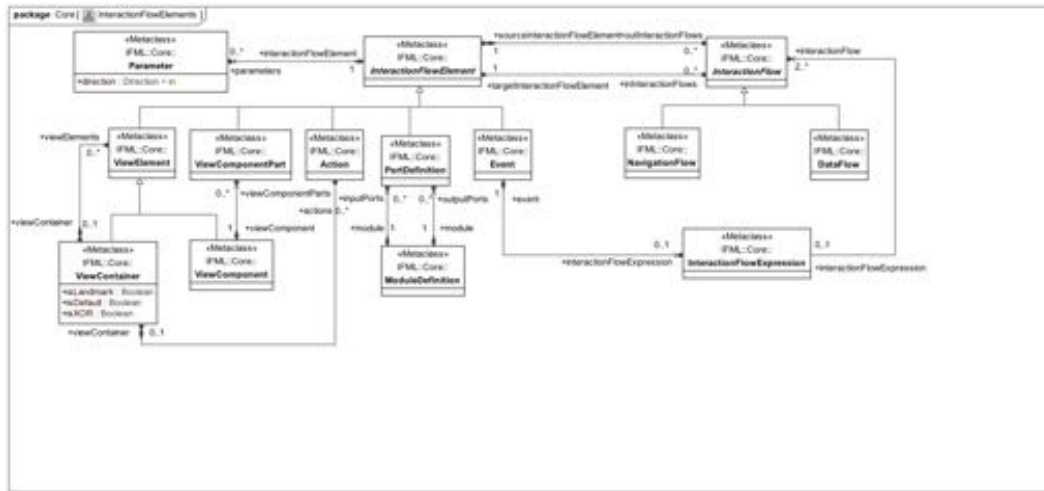 package Core[ InteractionFlowElements ]
«Metaclass»
IFML::Core::
Parameter
+direction : Direction = in
0..*
+interactionFlowElement
+parameters
1
«Metaclass»
IFML::Core::
InteractionFlowElement
+sourceInteractionFlowElement
+outInteractionFlows
1
0..*
1
0..*
+targetInteractionFlowElement
+inInteractionFlows
«Metaclass»
IFML::Core::
InteractionFlow
+interactionFlow
2..*
+viewElements
0..*
«Metaclass»
IFML::Core::
ViewElement
«Metaclass»
IFML::Core::
ViewComponentPart
«Metaclass»
IFML::Core::
Action
«Metaclass»
IFML::Core::
PortDefinition
«Metaclass»
IFML::Core::
Event
«Metaclass»
IFML::Core::
NavigationFlow
«Metaclass»
IFML::Core::
DataFlow
0..*
+viewComponentParts
+inputPorts
0..*
0..*
+outputPorts
1
+event
+actions
0..*
+viewContainer
0..1
1
+viewComponent
+module
1
1
+module
«Metaclass»
IFML::Core::
ViewContainer
+isLandmark : Boolean
+isDefault : Boolean
+isXOR : Boolean
«Metaclass»
IFML::Core::
ViewComponent
«Metaclass»
IFML::Core::
ModuleDefinition
0..1
+interactionFlowExpression
«Metaclass»
IFML::Core::
InteractionFlowExpression
0..1
+interactionFlowExpression
+viewContainer
0..1